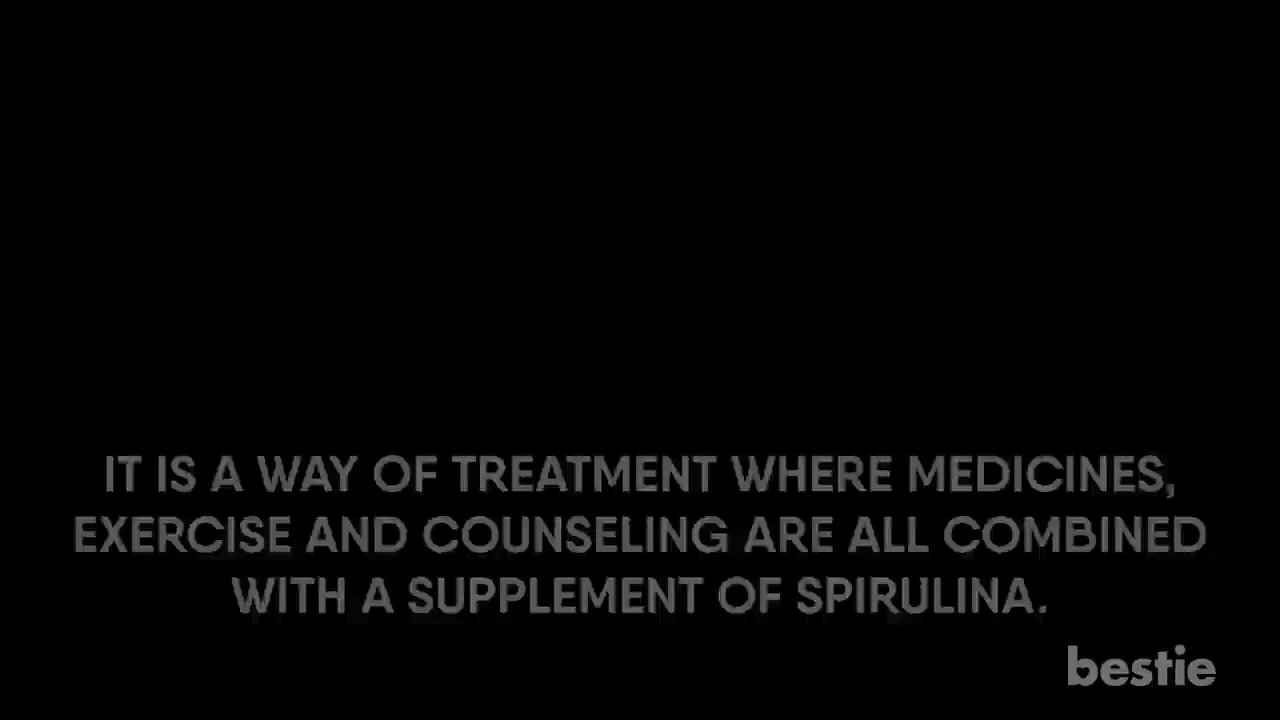 IT IS A WAY OF TREATMENT WHERE MEDICINES,
EXERCISE AND COUNSELING ARE ALL COMBINED
WITH A SUPPLEMENT OF SPIRULINA.
bestie